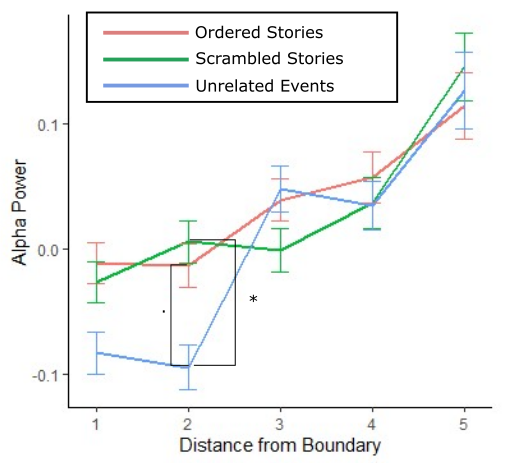 Ordered Stories
Scrambled Stories
Unrelated Events
Alpha Power
0.1
0.0
-0.1
.
*
1 2 3 4 5
Distance from Boundary